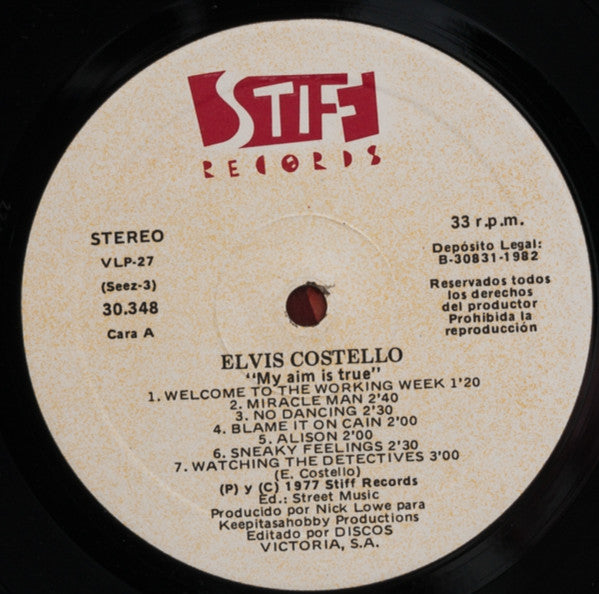 STIFF
RECORDS
STEREO
VLP-27
(Seez-3)
30.348
Cara A
33 r.p.m.
Depósito Legal:
B-30831-1982
Reservados todos
los derechos
del productor
Prohibida la
reproducción
ELVIS COSTELLO
"My aim is true"
1. WELCOME TO THE WORKING WEEK 1'20
2. MIRACLE MAN 2'40
3. NO DANCING 2'30
4. BLAME IT ON CAIN 2'00
5. ALISON 2'00
6. SNEAKY FEELINGS 2'30
7. WATCHING THE DETECTIVES 3'00
(E. Costello)
(P) y (C) 1977 Stiff Records
Ed.: Street Music
Producido por Nick Lowe para
Keepitasahobby Productions
Editado por DISCOS
VICTORIA, S.A.